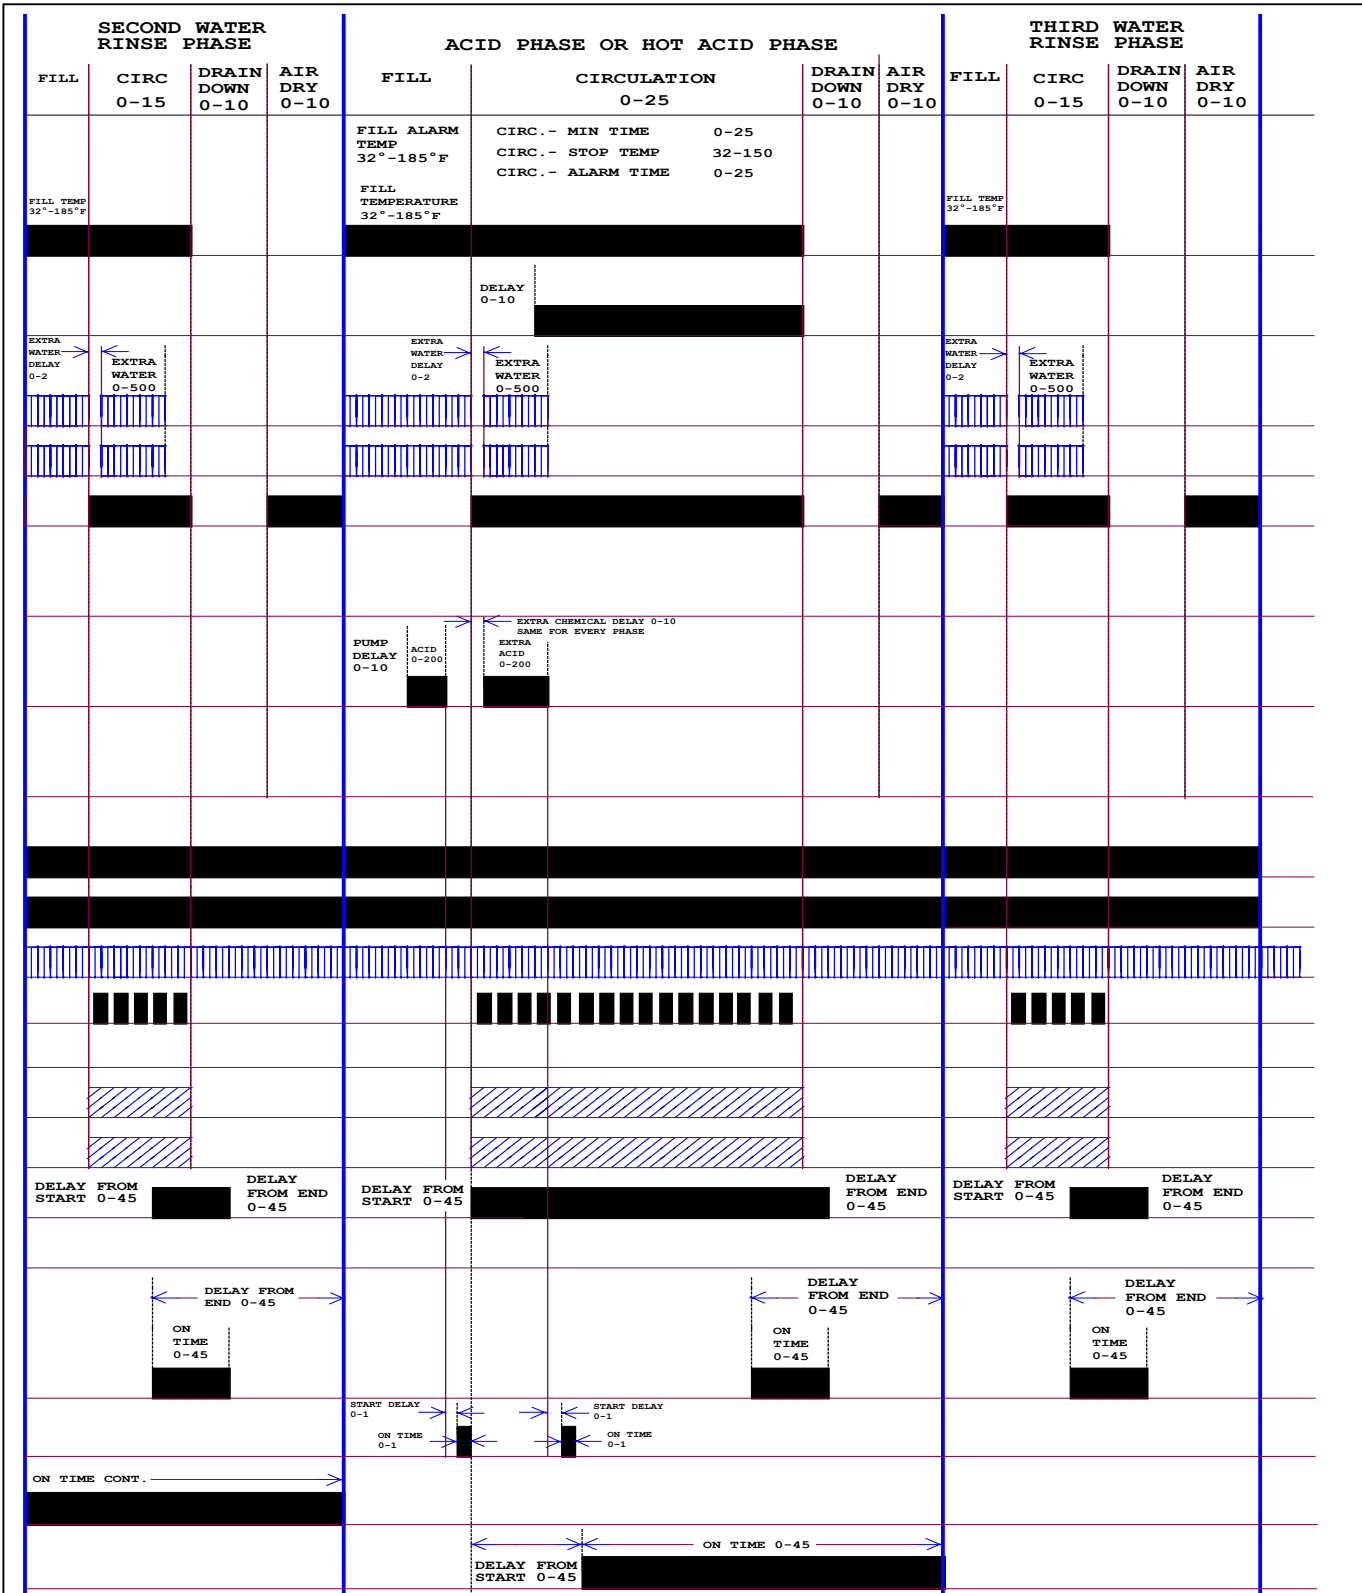 SECOND WATER
RINSE PHASE
ACID PHASE OR HOT ACID PHASE
THIRD WATER
RINSE PHASE
FILL
CIRC
0-15
DRAIN
DOWN
0-10
AIR
DRY
0-10
FILL
CIRCULATION
0-25
DRAIN
DOWN
0-10
AIR
DRY
0-10
FILL
CIRC
0-15
DRAIN
DOWN
0-10
AIR
DRY
0-10
FILL ALARM
TEMP
32°-185°F
CIRC.- MIN TIME 0-25
CIRC.- STOP TEMP 32-150
CIRC.- ALARM TIME 0-25
FILL TEMP
32°-185°F
FILL
TEMPERATURE
32°-185°F
FILL TEMP
32°-185°F
DELAY
0-10
EXTRA
WATER
DELAY
0-2
EXTRA
WATER
0-500
EXTRA
WATER
DELAY
0-2
EXTRA
WATER
0-500
EXTRA
WATER
DELAY
0-2
EXTRA
WATER
0-500
EXTRA CHEMICAL DELAY 0-10
SAME FOR EVERY PHASE
PUMP
DELAY
0-10
ACID
0-200
EXTRA
ACID
0-200
DELAY FROM
START 0-45
DELAY
FROM END
0-45
DELAY FROM
START 0-45
DELAY
FROM END
0-45
DELAY FROM
START 0-45
DELAY
FROM END
0-45
DELAY FROM
END 0-45
DELAY
FROM END
0-45
DELAY
FROM END
0-45
ON
TIME
0-45
ON
TIME
0-45
ON
TIME
0-45
START DELAY
0-1
START DELAY
0-1
ON TIME
0-1
ON TIME
0-1
ON TIME CONT.
ON TIME 0-45
DELAY FROM
START 0-45